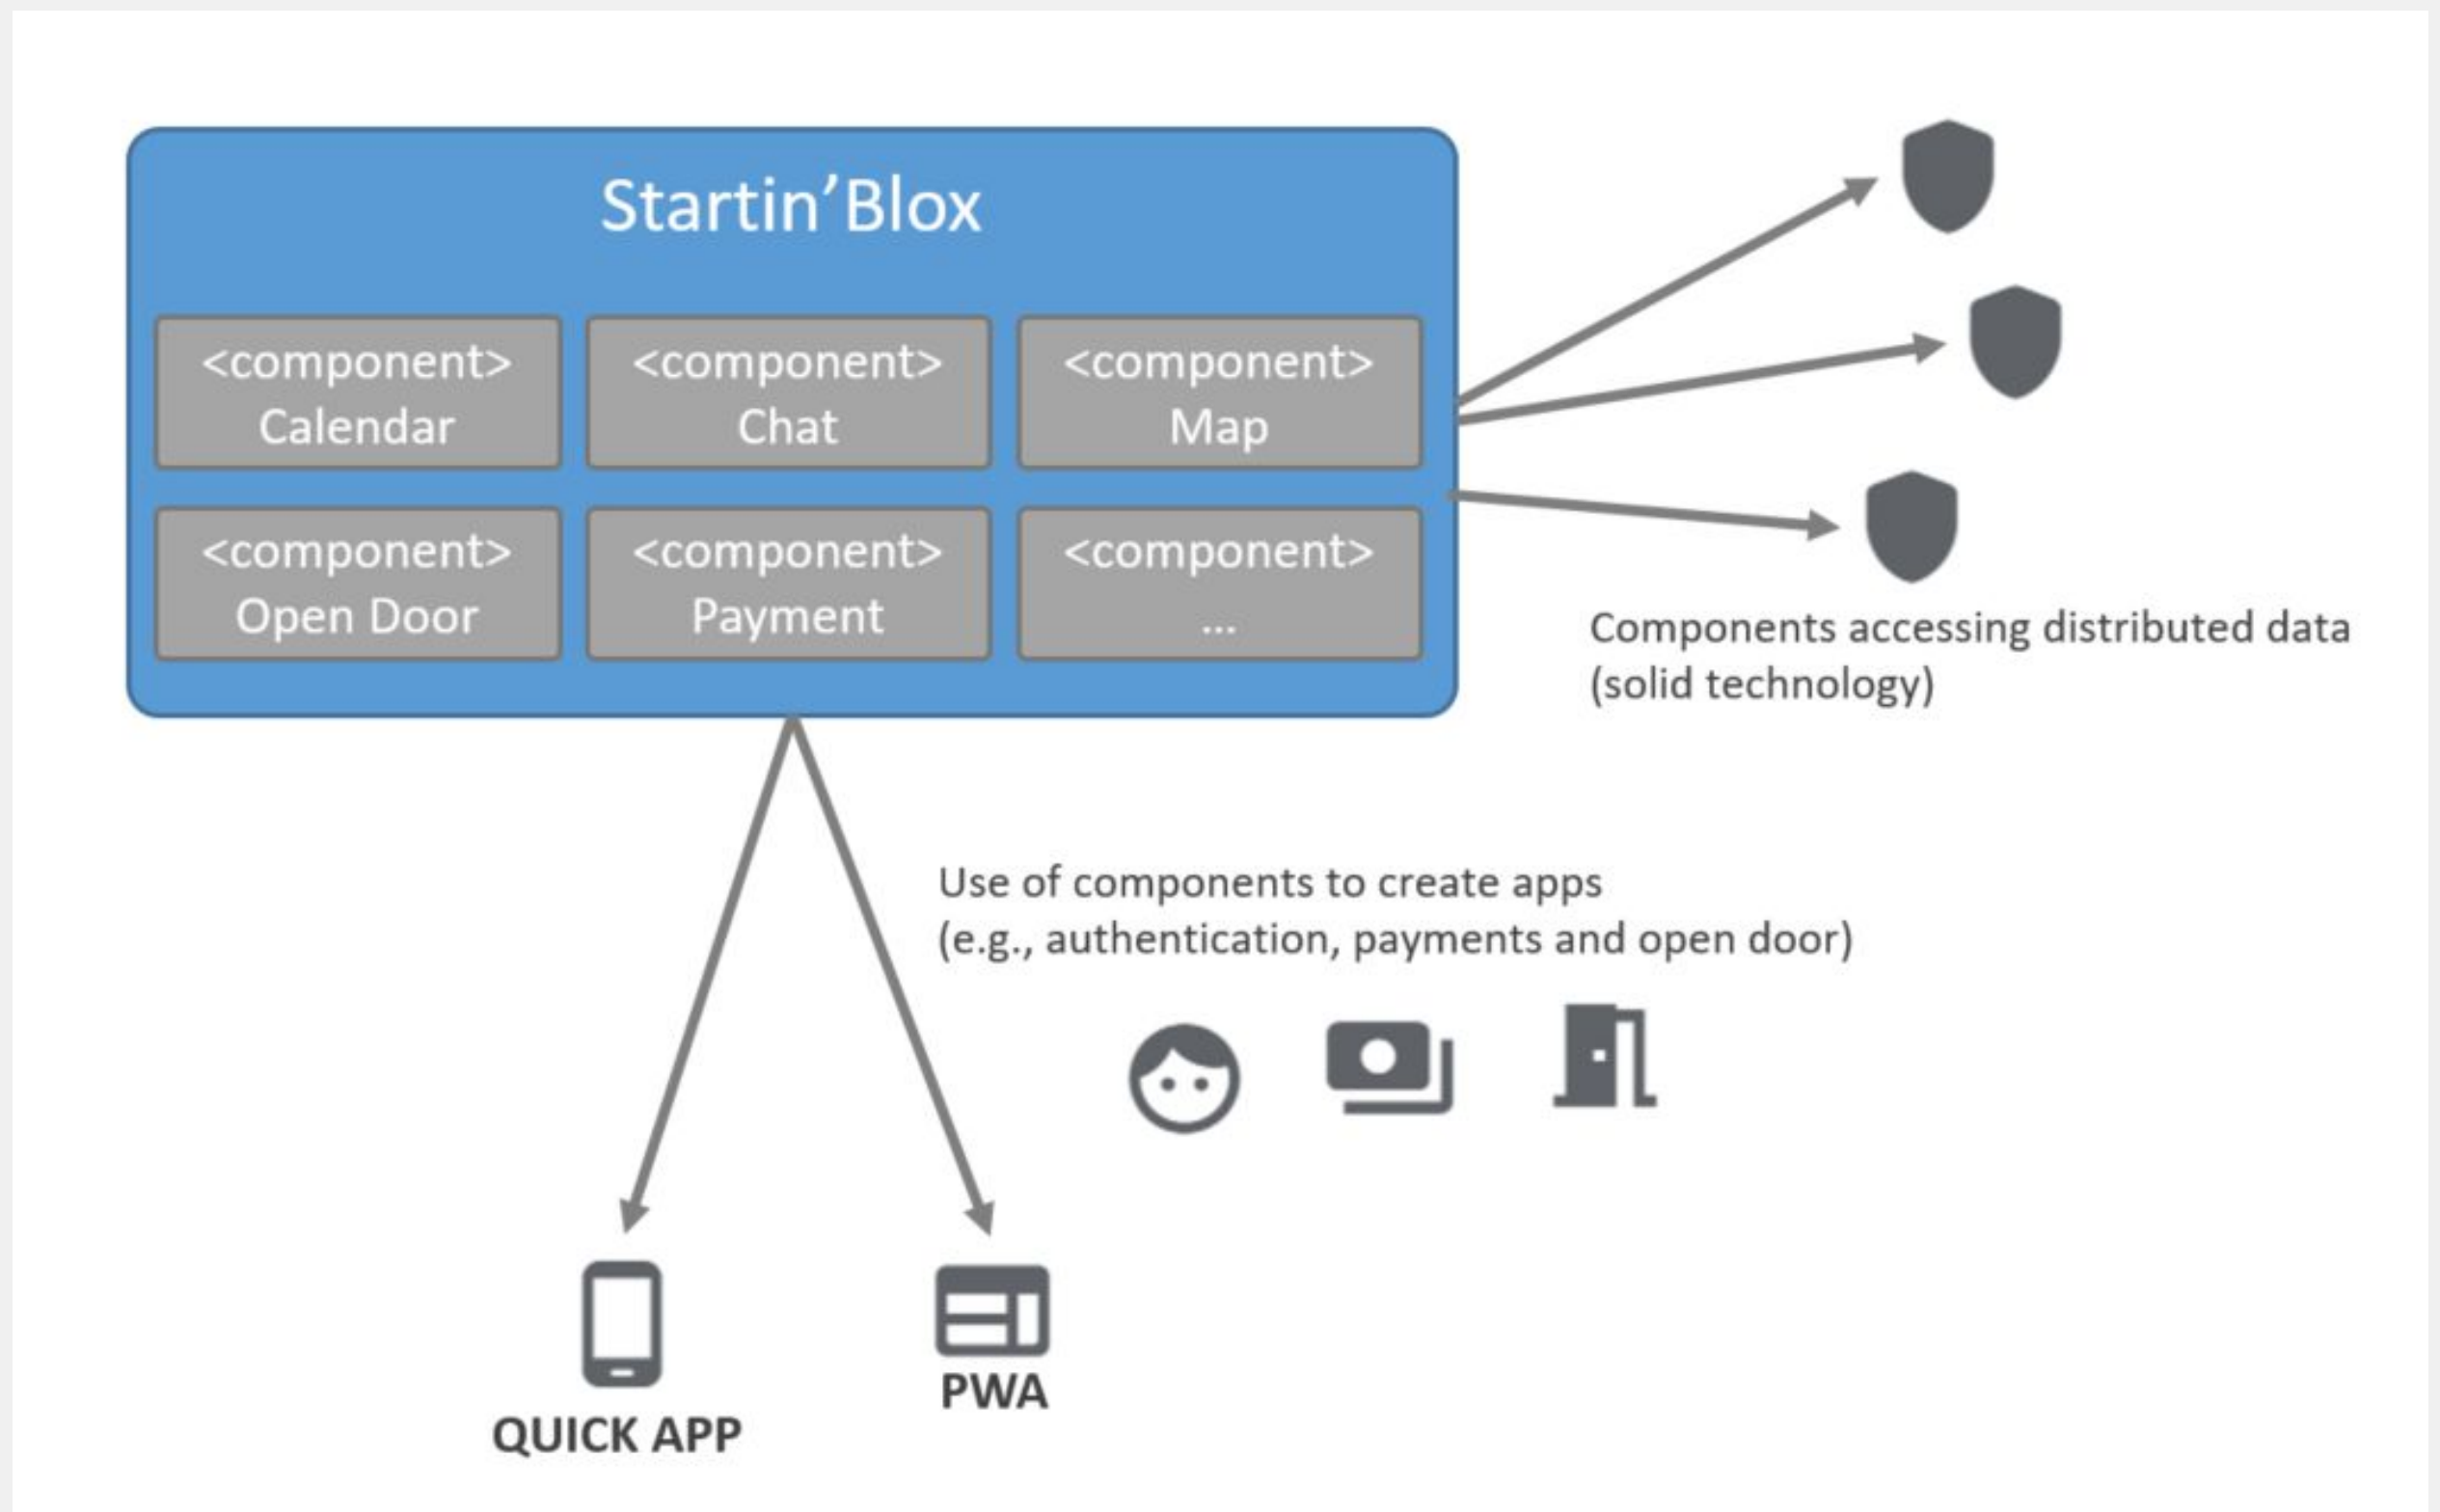 Startin’Blox
<component>
Calendar
<component>
Chat
<component>
Map
<component>
Open Door
<component>
Payment
<component>
...
Components accessing distributed data
(solid technology)
Use of components to create apps
(e.g., authentication, payments and open door)
QUICK APP
PWA